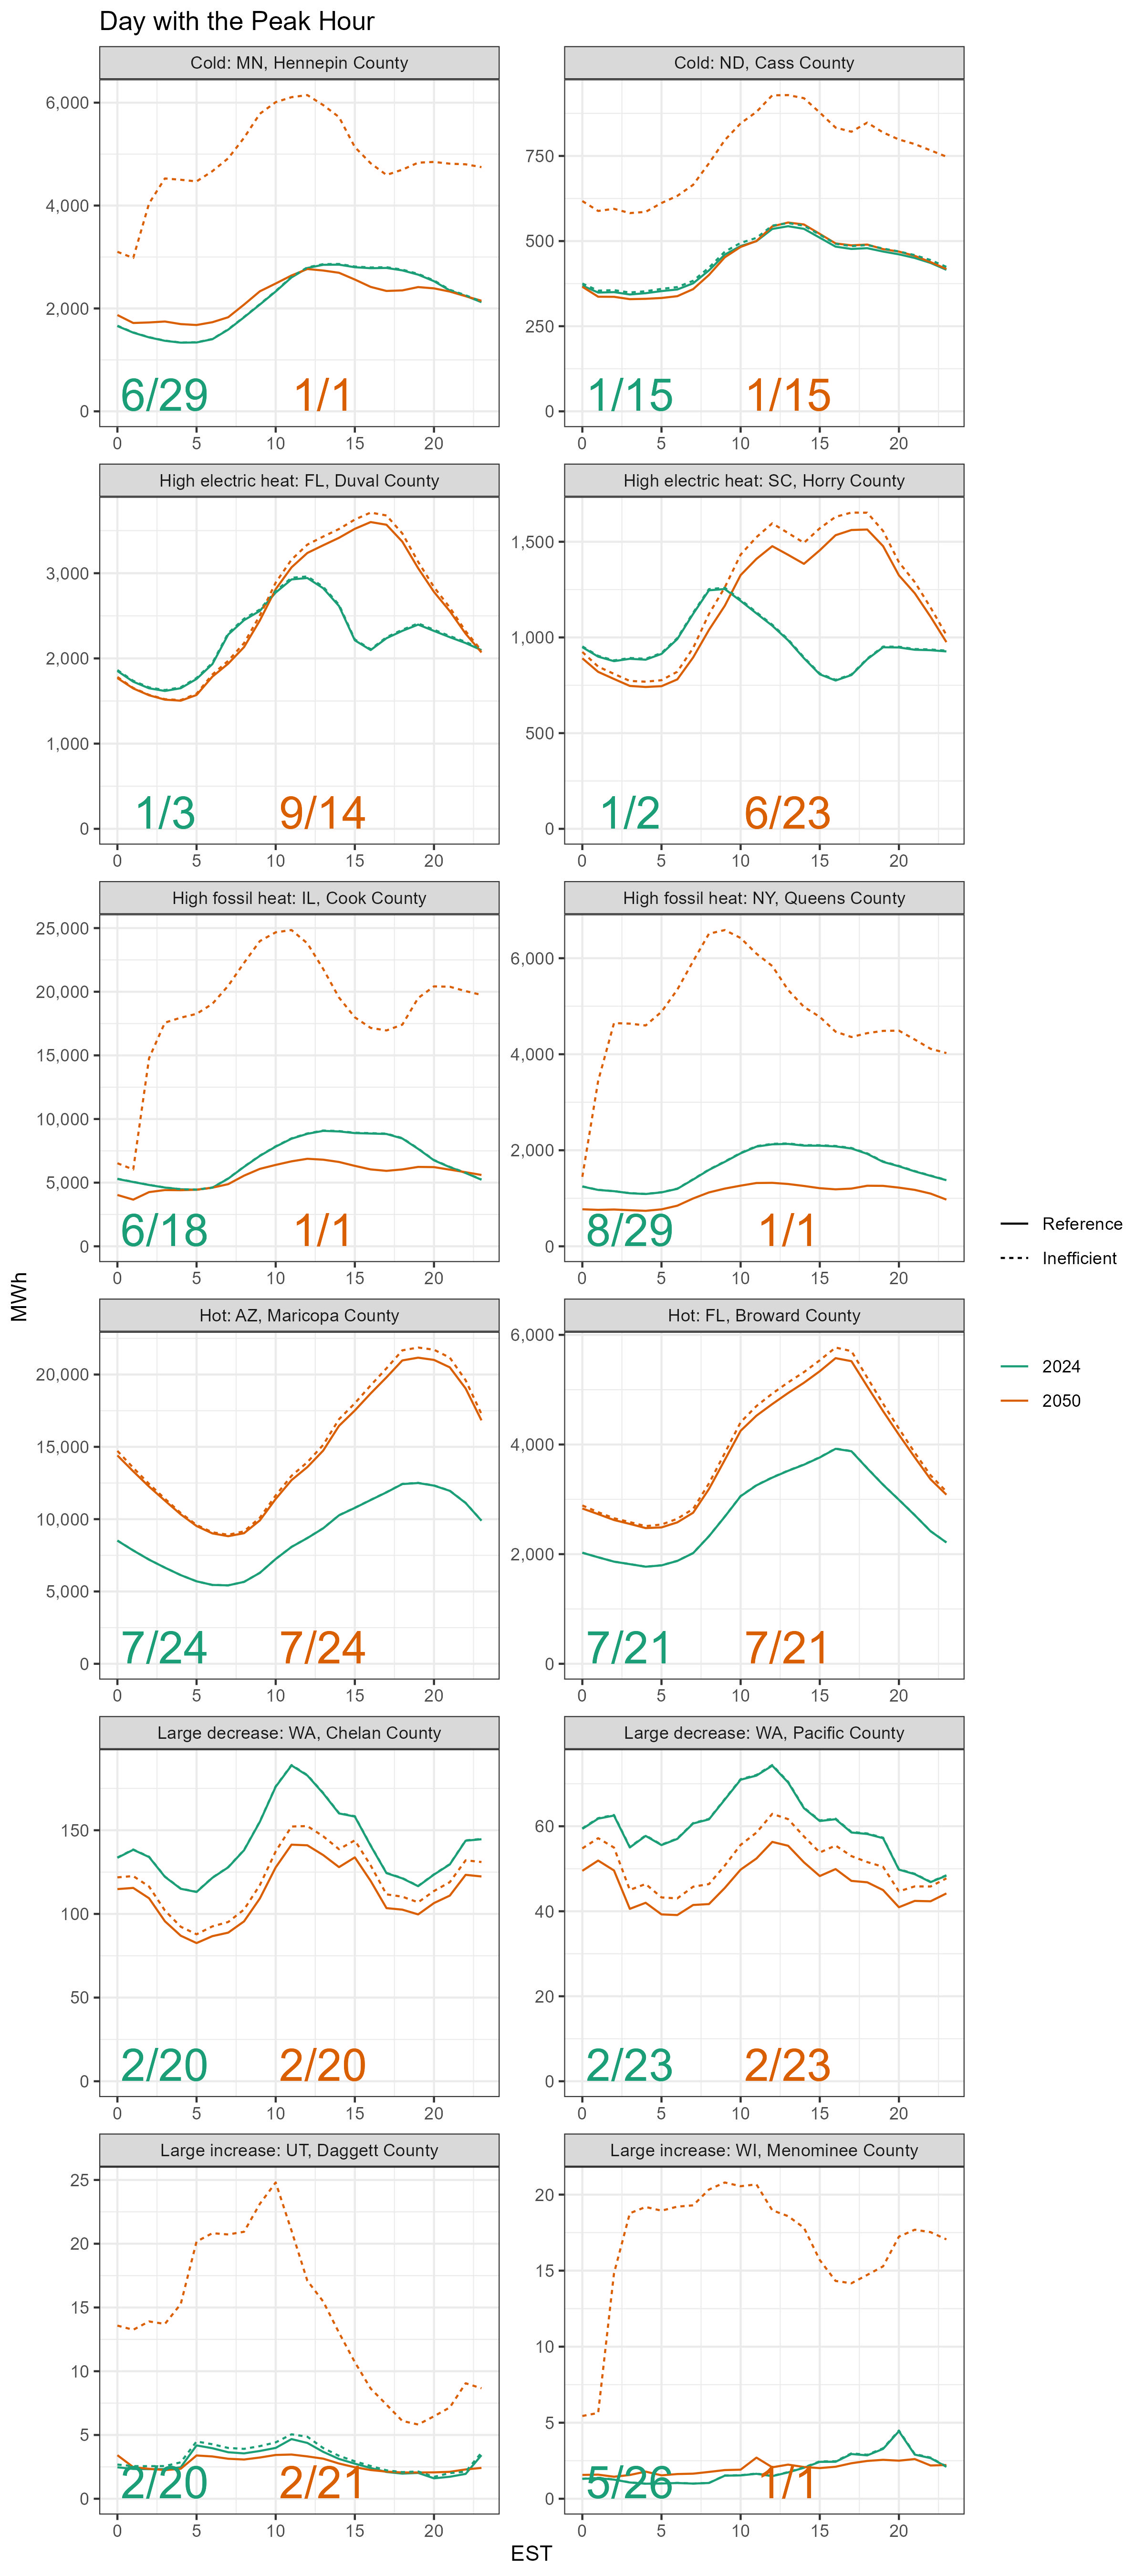 Day with the Peak Hour
Cold: MN, Hennepin County
Cold: ND, Cass County
6,000
4,000
2,000
0
750
500
250
0
6/29
1/1
1/15
1/15
0 5 10 15 20
0 5 10 15 20
High electric heat: FL, Duval County
High electric heat: SC, Horry County
3,000
2,000
1,000
0
1,500
1,000
500
0
1/3
9/14
1/2
6/23
0 5 10 15 20
0 5 10 15 20
High fossil heat: IL, Cook County
High fossil heat: NY, Queens County
25,000
20,000
15,000
10,000
5,000
0
6,000
4,000
2,000
0
6/18
1/1
8/29
1/1
0 5 10 15 20
0 5 10 15 20
Reference
Inefficient
MWh
Hot: AZ, Maricopa County
Hot: FL, Broward County
20,000
15,000
10,000
5,000
0
6,000
4,000
2,000
0
2024
2050
7/24
7/24
7/21
7/21
0 5 10 15 20
0 5 10 15 20
Large decrease: WA, Chelan County
Large decrease: WA, Pacific County
150
100
50
0
60
40
20
0
2/20
2/20
2/23
2/23
0 5 10 15 20
0 5 10 15 20
Large increase: UT, Daggett County
Large increase: WI, Menominee County
25
20
15
10
5
0
20
15
10
5
0
2/20
2/21
5/26
1/1
0 5 10 15 20
0 5 10 15 20
EST